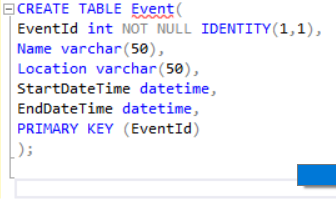 CREATE TABLE Event(
EventId int NOT NULL IDENTITY(1,1),
Name varchar(50),
Location varchar(50),
StartDateTime datetime,
EndDateTime datetime,
PRIMARY KEY (EventId)
);